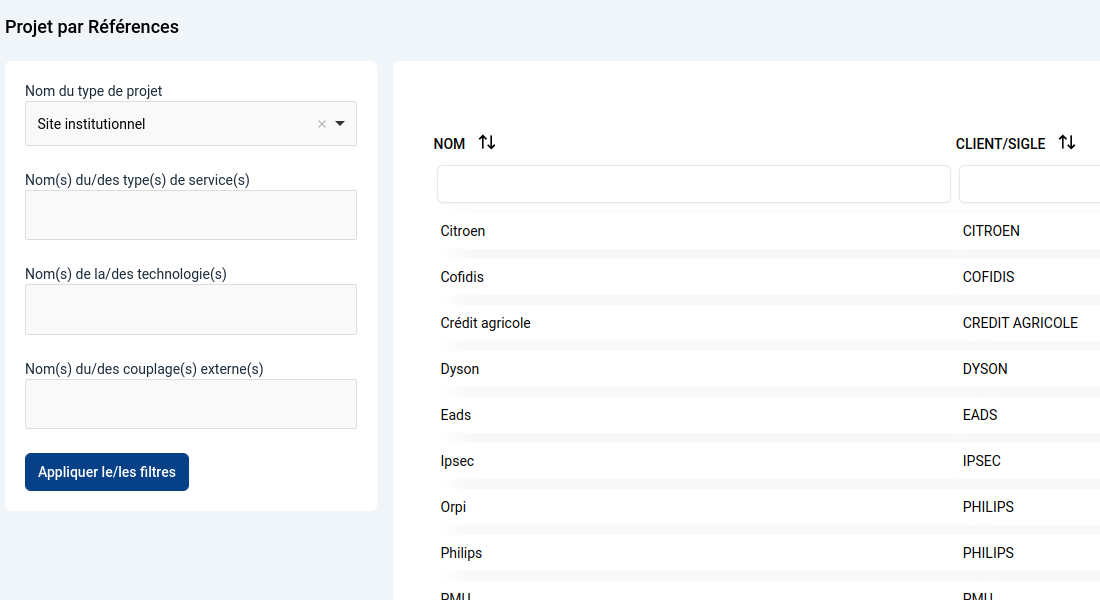 Projet par Références
Nom du type de projet
Site institutionnel
Nom(s) du/des type(s) de service(s)
Nom(s) de la/des technologie(s)
Nom(s) du/des couplage(s) externe(s)
Appliquer le/les filtres
NOM CLIENT/SIGLE
Citroen CITROEN
Cofidis COFIDIS
Crédit agricole CREDIT AGRICOLE
Dyson DYSON
Eads EADS
Ipsec IPSEC
Orpi PHILIPS
Philips PHILIPS
PMU PMU